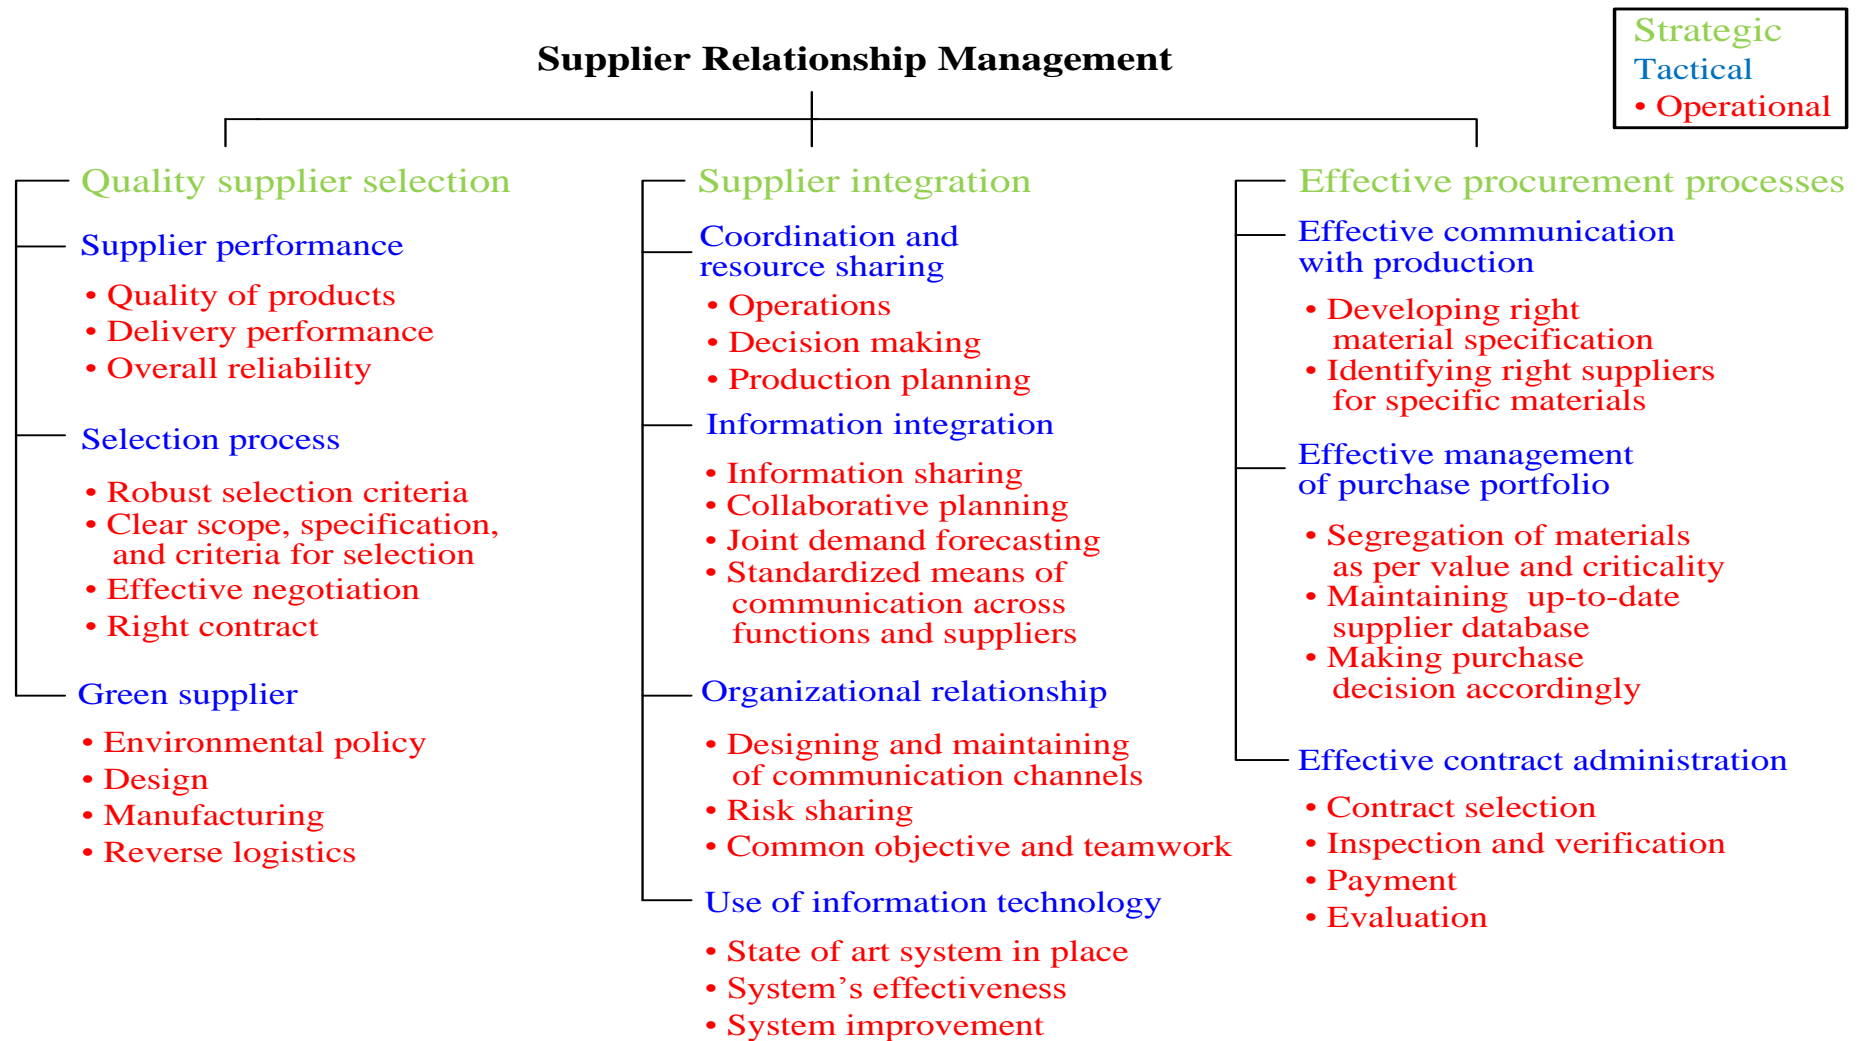 Supplier Relationship Management
Strategic
Tactical
• Operational
Quality supplier selection
Supplier performance
• Quality of products
• Delivery performance
• Overall reliability
Selection process
• Robust selection criteria
• Clear scope, specification,
and criteria for selection
• Effective negotiation
• Right contract
Green supplier
• Environmental policy
• Design
• Manufacturing
• Reverse logistics
Supplier integration
Coordination and
resource sharing
• Operations
• Decision making
• Production planning
Information integration
• Information sharing
• Collaborative planning
• Joint demand forecasting
• Standardized means of
communication across
functions and suppliers
Organizational relationship
• Designing and maintaining
of communication channels
• Risk sharing
• Common objective and teamwork
Use of information technology
• State of art system in place
• System’s effectiveness
• System improvement
Effective procurement processes
Effective communication
with production
• Developing right
material specification
• Identifying right suppliers
for specific materials
Effective management
of purchase portfolio
• Segregation of materials
as per value and criticality
• Maintaining up-to-date
supplier database
• Making purchase
decision accordingly
Effective contract administration
• Contract selection
• Inspection and verification
• Payment
• Evaluation